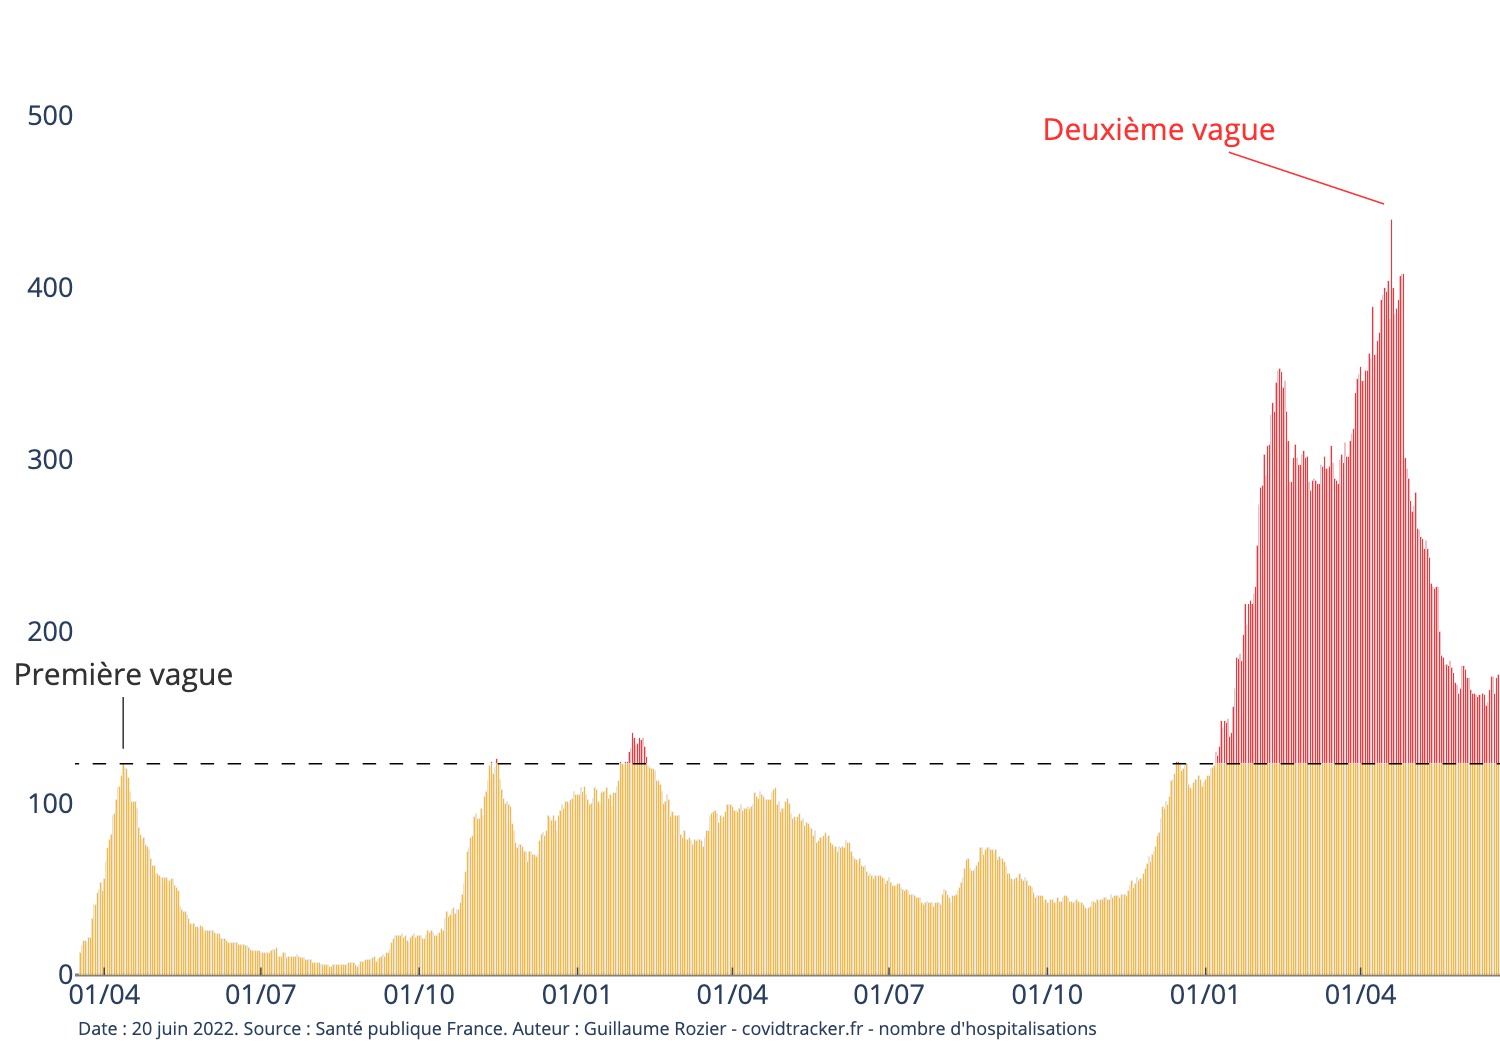 500
Deuxième vague
400
300
200
Première vague
100
0
01/04 01/07 01/10 01/01 01/04 01/07 01/10 01/01 01/04
Date : 20 juin 2022. Source : Santé publique France. Auteur : Guillaume Rozier - covidtracker.fr - nombre d'hospitalisations